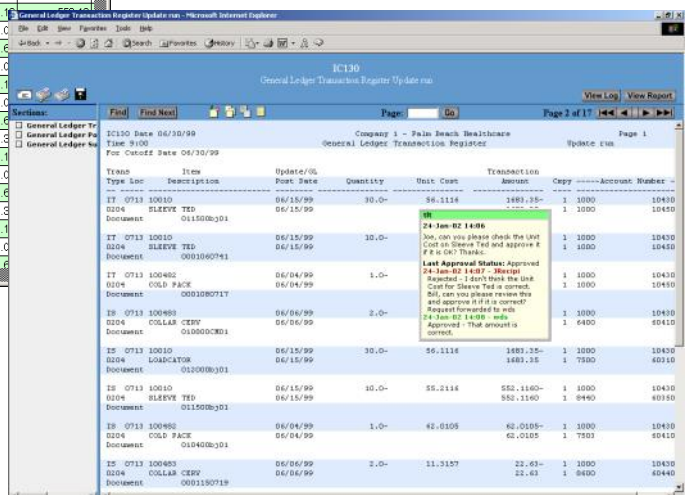 General Ledger Transaction Register Update run - Microsoft Internet Explorer
File Edit View Favorites Tools Help
Back Search Favorites History
IC130
General Ledger Transaction Register Update run
View Log View Report
Sections: Find Find Next Page: Go Page 2 of 17
General Ledger Tr
General Ledger Po
General Ledger Su
IC130 Date 06/30/99 Company 1 - Palm Beach Healthcare Page 1
Time 9:00 General Ledger Transaction Register Update run
For Cutoff Date 06/30/99
Trans Item Update/GL Transaction
Type Loc Description Post Date Quantity Unit Cost Amount Cmpy -----Account Number -
IT 0713 10010 06/15/99 30.0- 56.1116 1683.35- 1 1000 10430
0204 SLEEVE TED 06/15/99 1 1000 10450
Document 011500bj01
IT 0713 10010 06/15/99 10.0- 1 1000 10430
0204 SLEEVE TED 06/15/99 1 1000 10450
Document 0001060741
IT 0713 100482 06/04/99 1.0- 1 1000 10430
0204 COLD PACK 06/04/99 1 1000 10450
Document 0001080717
IS 0713 100483 06/06/99 2.0- 1 1000 10430
0204 COLLAR CERV 06/06/99 1 6400 60410
Document
24-Jan-02 14:06
Joe, can you please check the Unit
Cost on Sleeve Ted and approve it
if it is OK? Thanks.
Last Approval Status: Approved
24-Jan-02 14:07 - JRecipi
Rejected - I don't think the Unit
Cost for Sleeve Ted is correct.
Bill, can you please review this
and approve it if it is correct?
Request forwarded to wds
24-Jan-02 14:08 - wds
Approved - That amount is
correct.
IS 0713 10010 06/15/99 30.0- 56.1116 1683.35- 1 1000 10430
0204 LOADCATOR 06/15/99 1683.35 1 7500 60310
Document 012000bj01
IS 0713 10010 06/15/99 10.0- 55.2116 552.1160- 1 1000 10430
0204 SLEEVE TED 06/15/99 552.1160 1 8440 60350
Document 011500bj01
IS 0713 100482 06/04/99 1.0- 62.0105 62.0105- 1 1000 10430
0204 COLD PACK 06/04/99 62.0105 1 7503 60410
Document 010400bj01
IS 0713 100483 06/06/99 2.0- 11.3157 22.63- 1 1000 10430
0204 COLLAR CERV 06/06/99 22.63 1 8600 60440
Document 0001150719